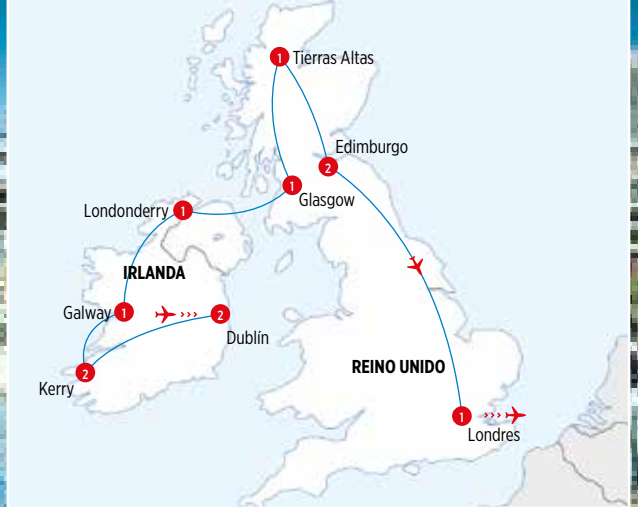 1 Tierras Altas
Edimburgo
2
1
Glasgow
Londonderry 1
IRLANDA
Galway 1
2
Dublín
2
Kerry
REINO UNIDO
1
Londres